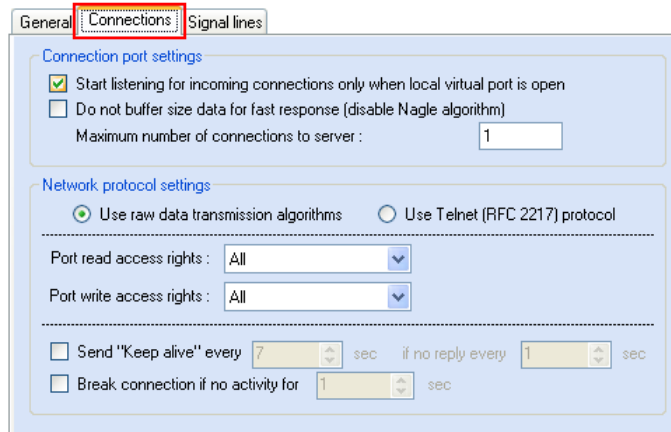 General Connections Signal lines
Connection port settings
Start listening for incoming connections only when local virtual port is open
Do not buffer size data for fast response (disable Nagle algorithm)
Maximum number of connections to server : 1
Network protocol settings
Use raw data transmission algorithms Use Telnet (RFC 2217) protocol
Port read access rights : All
Port write access rights : All
Send "Keep alive" every 7 sec if no reply every 1 sec
Break connection if no activity for 1 sec